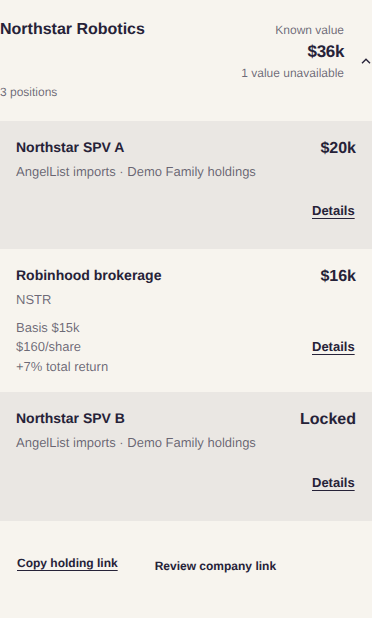 Northstar Robotics
Known value
$36k
1 value unavailable
3 positions
Northstar SPV A
$20k
AngelList imports · Demo Family holdings
Details
Robinhood brokerage
$16k
NSTR
Basis $15k
$160/share
Details
+7% total return
Northstar SPV B
Locked
AngelList imports · Demo Family holdings
Details
Copy holding link
Review company link